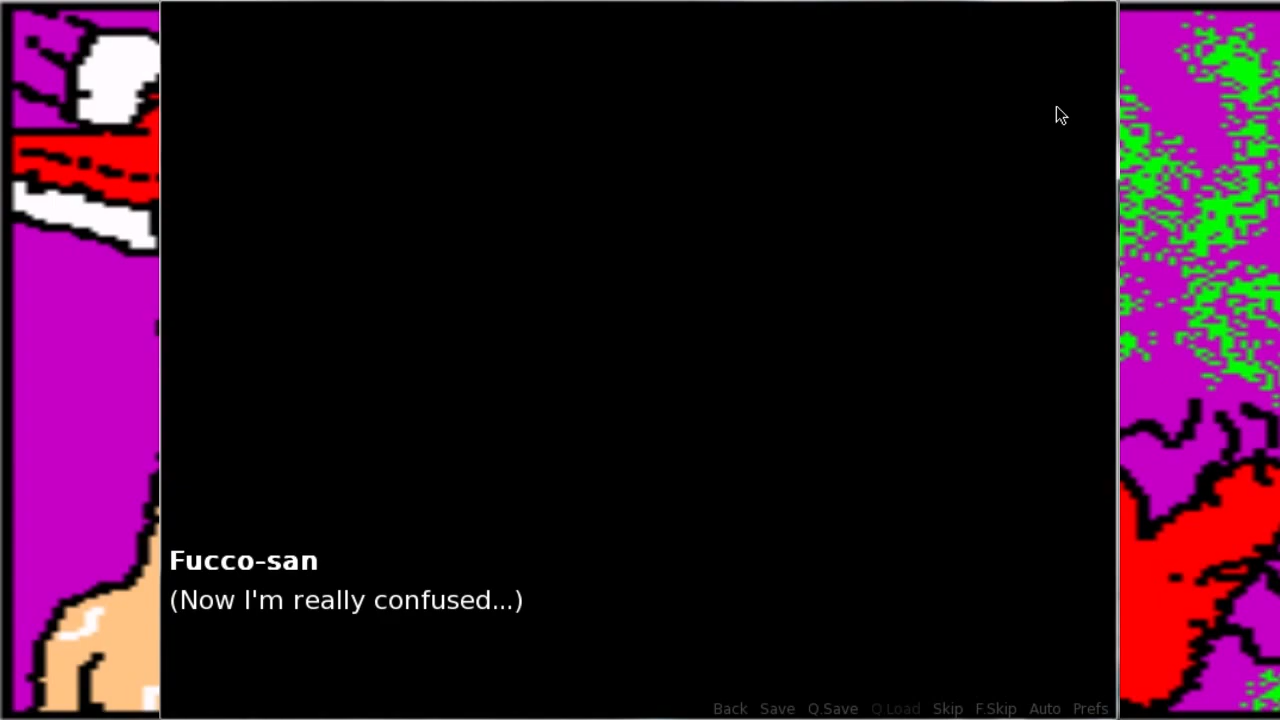 Fucco-san
(Now I'm really confused...)
Back Save Q.Save Q.Load Skip F.Skip Auto Prefs